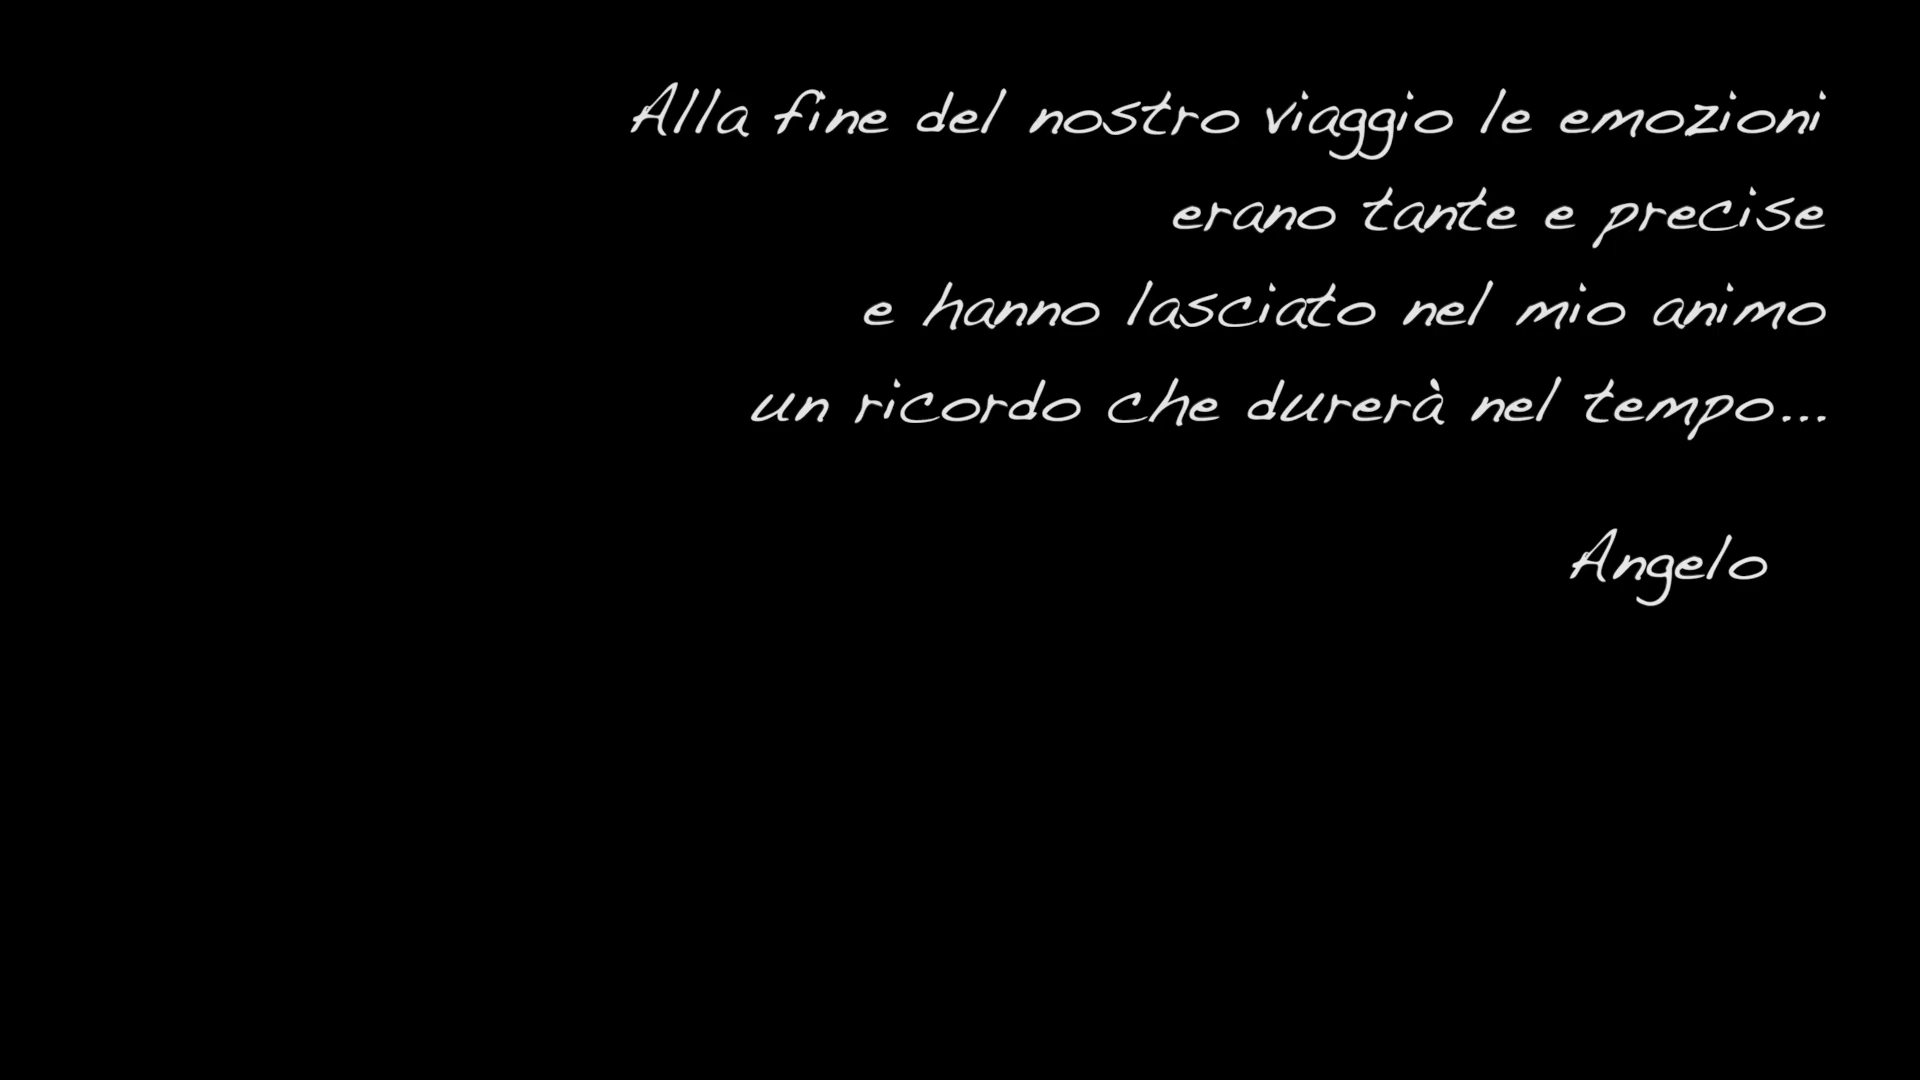 Alla fine del nostro viaggio le emozioni
erano tante e precise
e hanno lasciato nel mio animo
un ricordo che durerà nel tempo...
Angelo